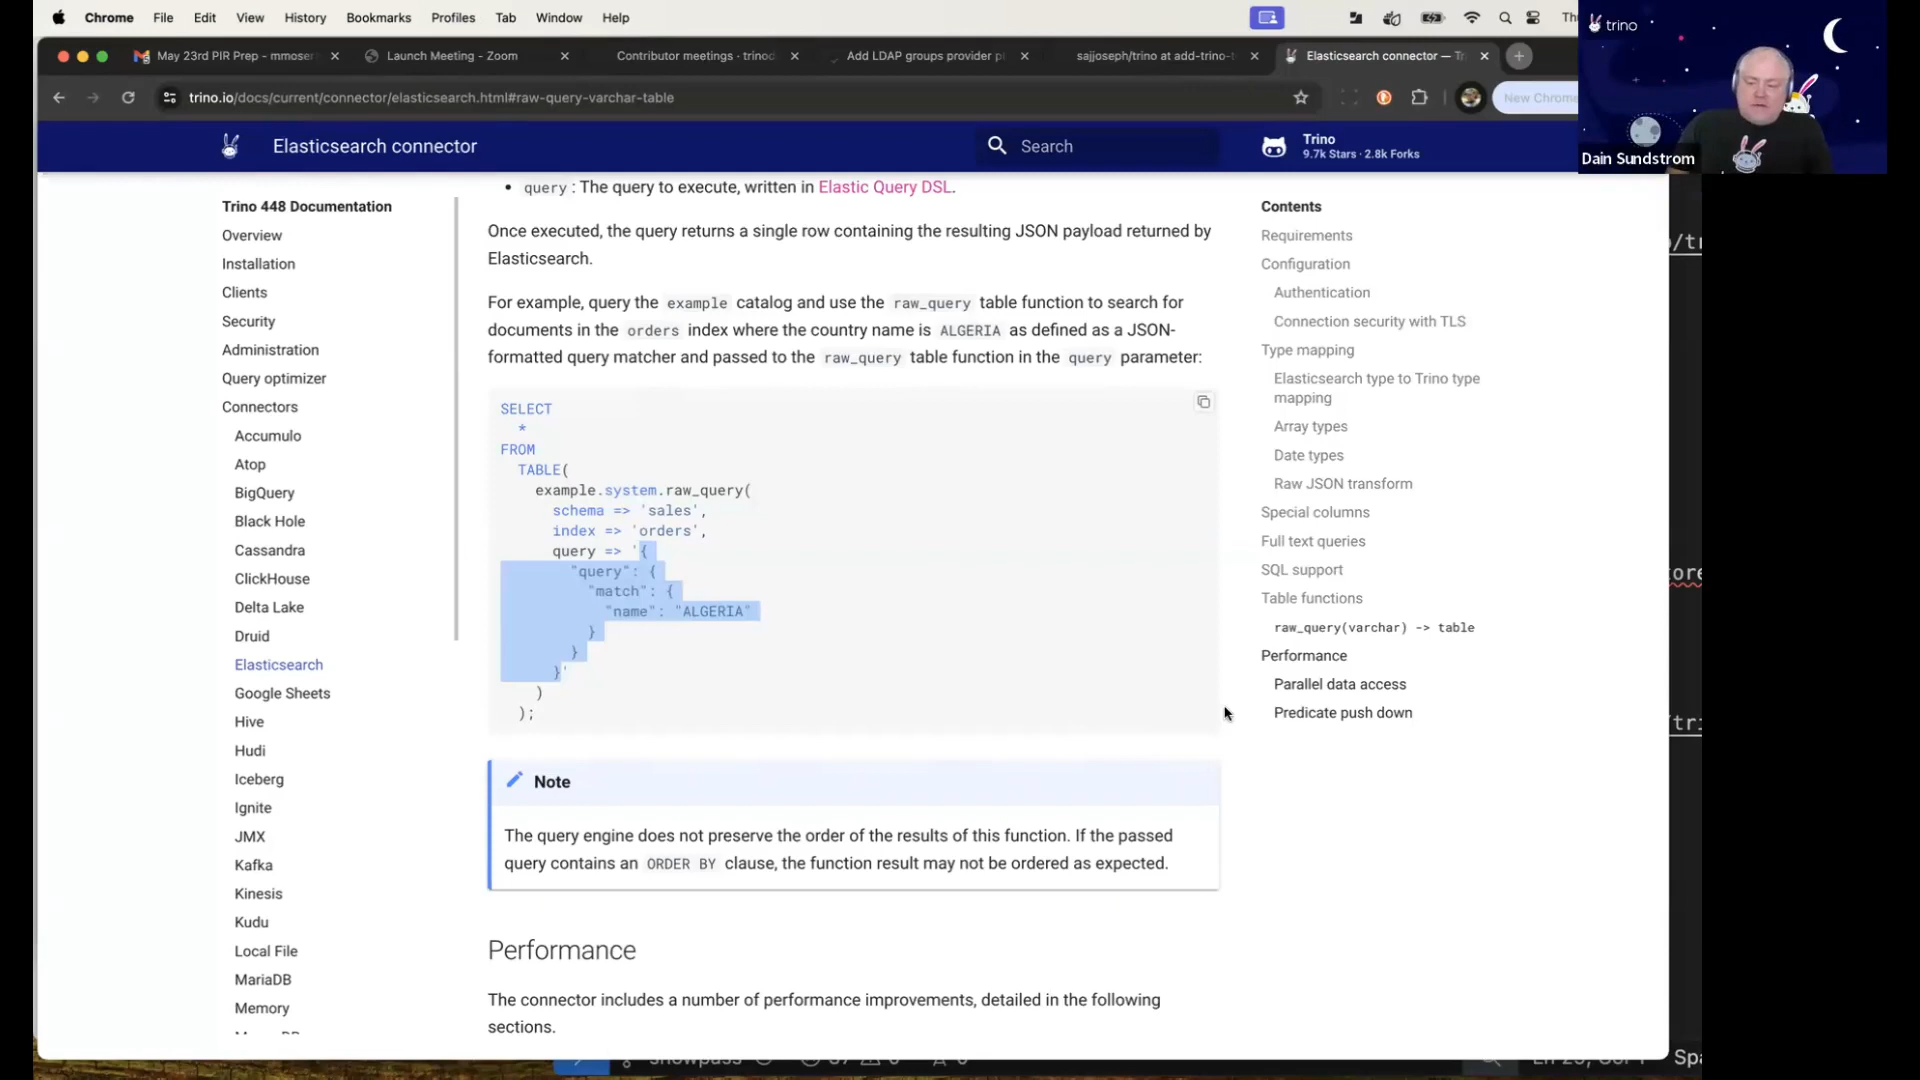 Chrome File Edit View History Bookmarks Profiles Tab Window Help
May 23rd PIR Prep - mmoser
Launch Meeting - Zoom
Contributor meetings · trinod
Add LDAP groups provider p
sajjoseph/trino at add-trino-
Elasticsearch connector — Tr
trino.io/docs/current/connector/elasticsearch.html#raw-query-varchar-table
New Chrome
trino
Dain Sundstrom
Elasticsearch connector
Search
Trino
9.7k Stars · 2.8k Forks
Trino 448 Documentation
Overview
Installation
Clients
Security
Administration
Query optimizer
Connectors
Accumulo
Atop
BigQuery
Black Hole
Cassandra
ClickHouse
Delta Lake
Druid
Elasticsearch
Google Sheets
Hive
Hudi
Iceberg
Ignite
JMX
Kafka
Kinesis
Kudu
Local File
MariaDB
Memory
• query : The query to execute, written in Elastic Query DSL.
Once executed, the query returns a single row containing the resulting JSON payload returned by
Elasticsearch.
For example, query the example catalog and use the raw_query table function to search for
documents in the orders index where the country name is ALGERIA as defined as a JSON-
formatted query matcher and passed to the raw_query table function in the query parameter:
SELECT
*
FROM
TABLE(
example.system.raw_query(
schema => 'sales',
index => 'orders',
query => '{
"query": {
"match": {
"name": "ALGERIA"
}
}
}'
)
);
Note
The query engine does not preserve the order of the results of this function. If the passed
query contains an ORDER BY clause, the function result may not be ordered as expected.
Performance
The connector includes a number of performance improvements, detailed in the following
sections.
Contents
Requirements
Configuration
Authentication
Connection security with TLS
Type mapping
Elasticsearch type to Trino type
mapping
Array types
Date types
Raw JSON transform
Special columns
Full text queries
SQL support
Table functions
raw_query(varchar) -> table
Performance
Parallel data access
Predicate push down